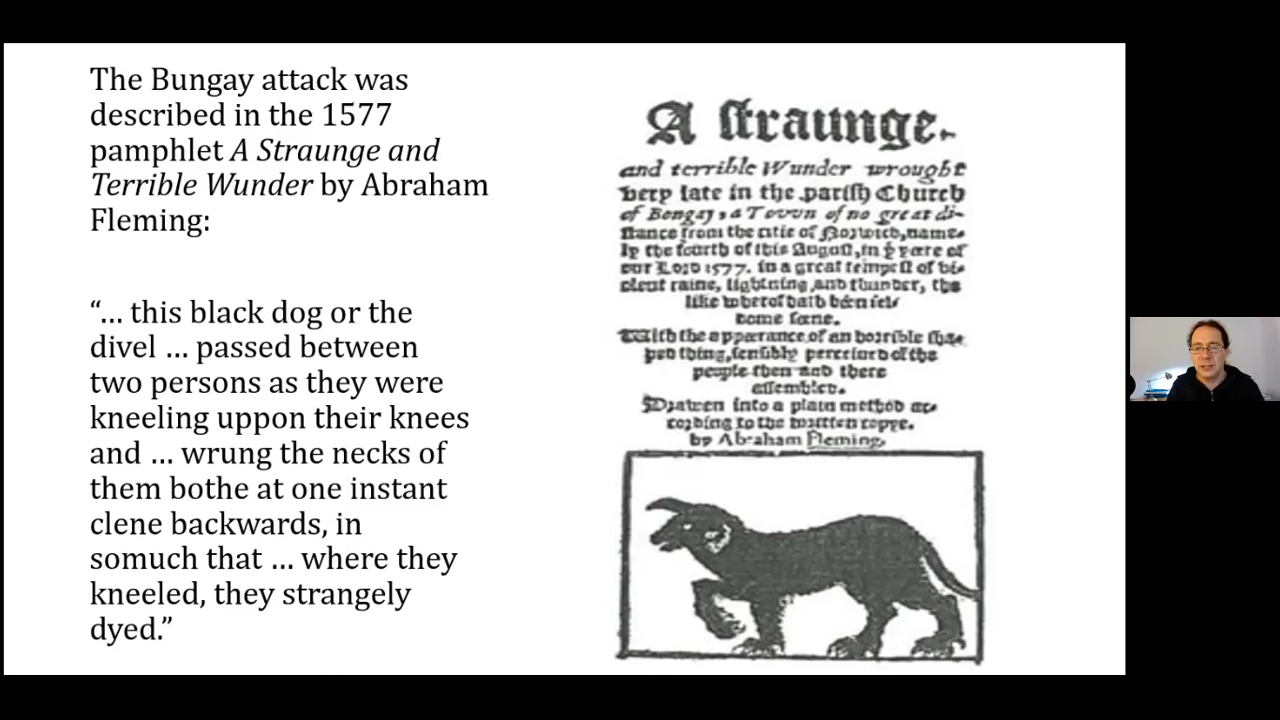 The Bungay attack was
described in the 1577
pamphlet A Straunge and
Terrible Wunder by Abraham
Fleming:
“… this black dog or the
divel … passed between
two persons as they were
kneeling uppon their knees
and … wrung the necks of
them bothe at one instant
clene backwards, in
somuch that … where they
kneeled, they strangely
dyed.”
A ſtraunge.
and terrible Wunder wrought
very late in the pariſh Church
of Bongay, a Tovvn of no great di-
ſtance from the citie of Norwich, name-
ly the fourth of this Auguſt, in yͤ yeere of
our Lord 1577. in a great tempeſt of vi-
olent raine, lightning, and thunder, the
like wherof hath béen ſel-
dome ſeene.
With the appearance of an horrible ſha-
ped thing, ſenſibly perceiued of the
people then and there
aſſembled.
Drawen into a plain method ac-
cording to the written copye.
by Abraham Fleming.